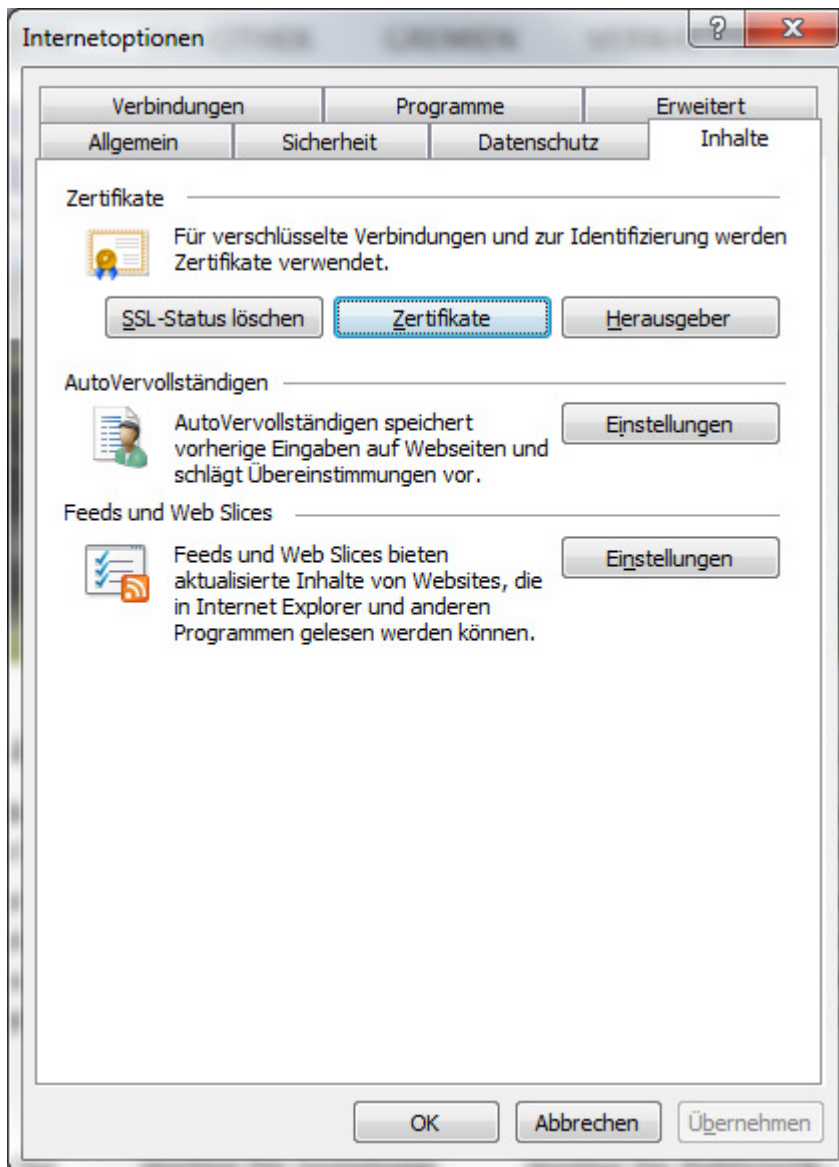 Internetoptionen
Verbindungen Programme Erweitert
Allgemein Sicherheit Datenschutz Inhalte
Zertifikate
Für verschlüsselte Verbindungen und zur Identifizierung werden
Zertifikate verwendet.
SSL-Status löschen Zertifikate Herausgeber
AutoVervollständigen
AutoVervollständigen speichert
vorherige Eingaben auf Webseiten und
schlägt Übereinstimmungen vor.
Einstellungen
Feeds und Web Slices
Feeds und Web Slices bieten
aktualisierte Inhalte von Websites, die
in Internet Explorer und anderen
Programmen gelesen werden können.
Einstellungen
OK Abbrechen Übernehmen